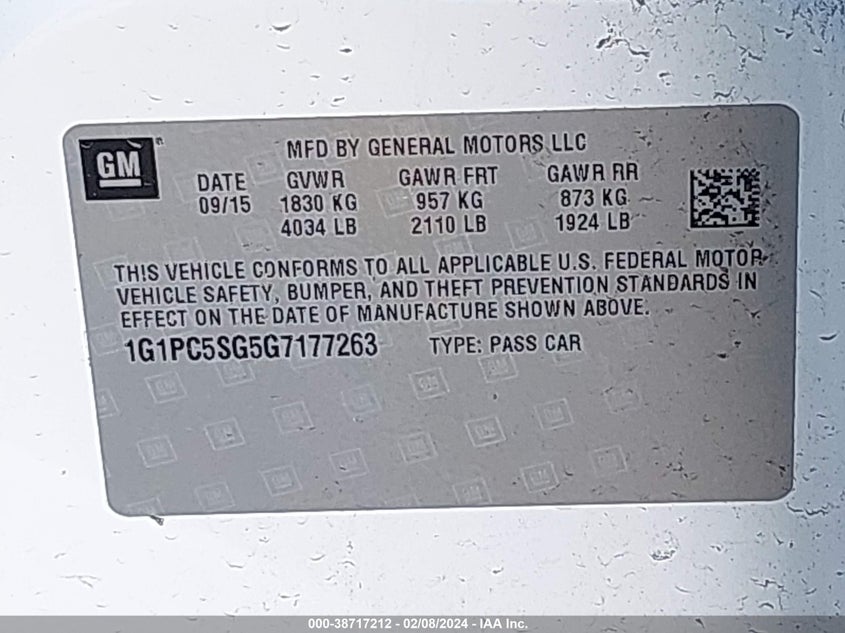 GM
MFD BY GENERAL MOTORS LLC
DATE GVWR GAWR FRT GAWR RR
09/15 1830 KG 957 KG 873 KG
4034 LB 2110 LB 1924 LB
THIS VEHICLE CONFORMS TO ALL APPLICABLE U.S. FEDERAL MOTOR
VEHICLE SAFETY, BUMPER, AND THEFT PREVENTION STANDARDS IN
EFFECT ON THE DATE OF MANUFACTURE SHOWN ABOVE.
1G1PC5SG5G7177263 TYPE: PASS CAR
000-38717212 - 02/08/2024 - IAA Inc.